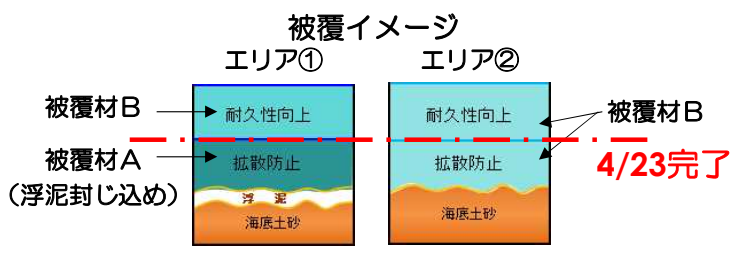 被覆イメージ
エリア①
エリア②
被覆材B
耐久性向上
耐久性向上
被覆材B
被覆材A
(浮泥封じ込め)
拡散防止
拡散防止
4/23完了
浮 泥
海底土砂
海底土砂